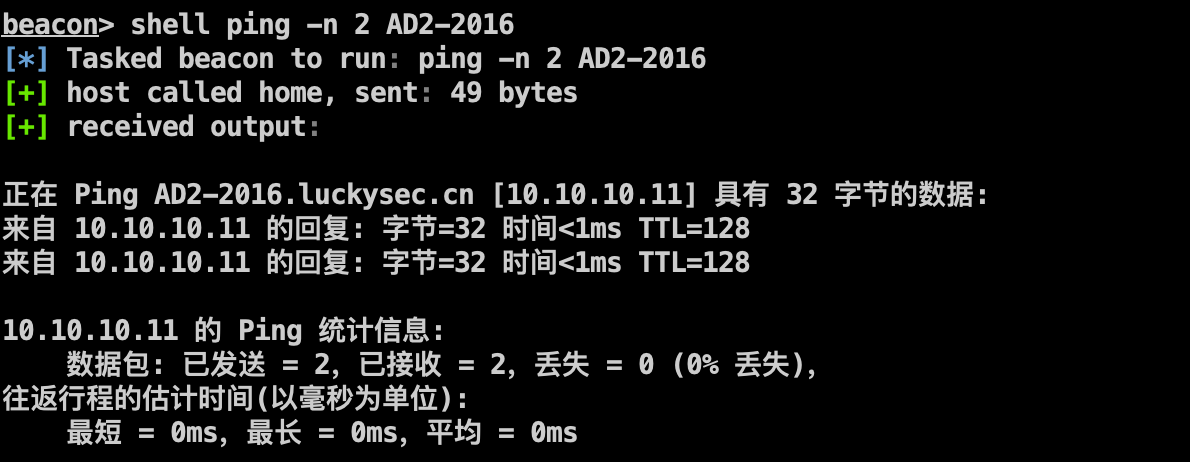 beacon> shell ping -n 2 AD2-2016
[*] Tasked beacon to run: ping -n 2 AD2-2016
[+] host called home, sent: 49 bytes
[+] received output:
正在 Ping AD2-2016.luckysec.cn [10.10.10.11] 具有 32 字节的数据:
来自 10.10.10.11 的回复: 字节=32 时间<1ms TTL=128
来自 10.10.10.11 的回复: 字节=32 时间<1ms TTL=128
10.10.10.11 的 Ping 统计信息:
    数据包: 已发送 = 2，已接收 = 2，丢失 = 0 (0% 丢失)，
往返行程的估计时间(以毫秒为单位):
    最短 = 0ms，最长 = 0ms，平均 = 0ms